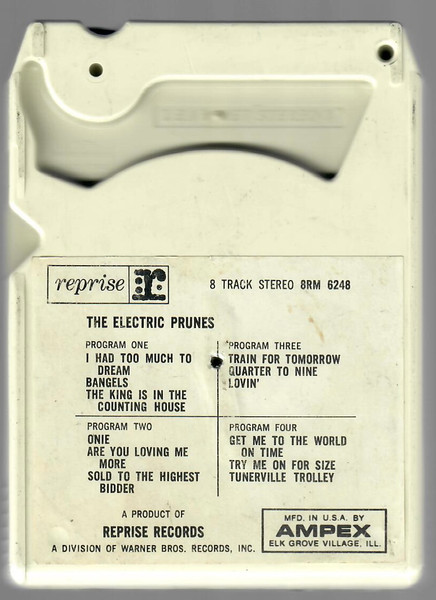 reprise r:
8 TRACK STEREO 8RM 6248
THE ELECTRIC PRUNES
PROGRAM ONE
I HAD TOO MUCH TO
DREAM
BANGELS
THE KING IS IN THE
COUNTING HOUSE
PROGRAM TWO
ONIE
ARE YOU LOVING ME
MORE
SOLD TO THE HIGHEST
BIDDER
PROGRAM THREE
TRAIN FOR TOMORROW
QUARTER TO NINE
LOVIN'
PROGRAM FOUR
GET ME TO THE WORLD
ON TIME
TRY ME ON FOR SIZE
TUNERVILLE TROLLEY
A PRODUCT OF
REPRISE RECORDS
A DIVISION OF WARNER BROS. RECORDS, INC.
MFD. IN U.S.A. BY
AMPEX
ELK GROVE VILLAGE, ILL.